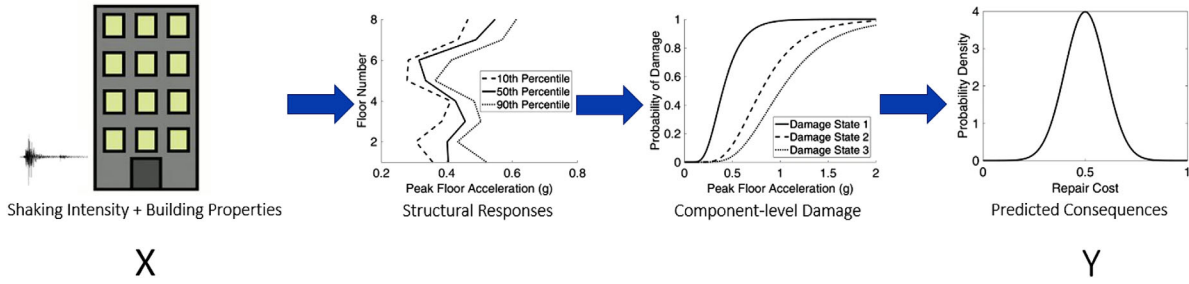 Shaking Intensity + Building Properties
X
Floor Number
8
6
4
2
10th Percentile
50th Percentile
90th Percentile
0.2
0.4
0.6
0.8
Peak Floor Acceleration (g)
Structural Responses
Probability of Damage
1
0.8
0.6
0.4
0.2
0
Damage State 1
Damage State 2
Damage State 3
0
0.5
1
1.5
2
Peak Floor Acceleration (g)
Component-level Damage
Probability Density
4
3
2
1
0
0
0.5
1
Repair Cost
Predicted Consequences
Y